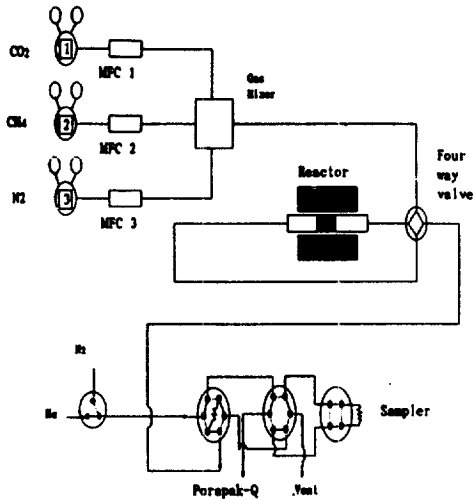 CO₂
1
MFC 1
CH₄
2
MFC 2
N2
3
MFC 3
Gas
Mixer
Reactor
Four
way
valve
N₂
He
Sampler
Porapak-Q
Vent